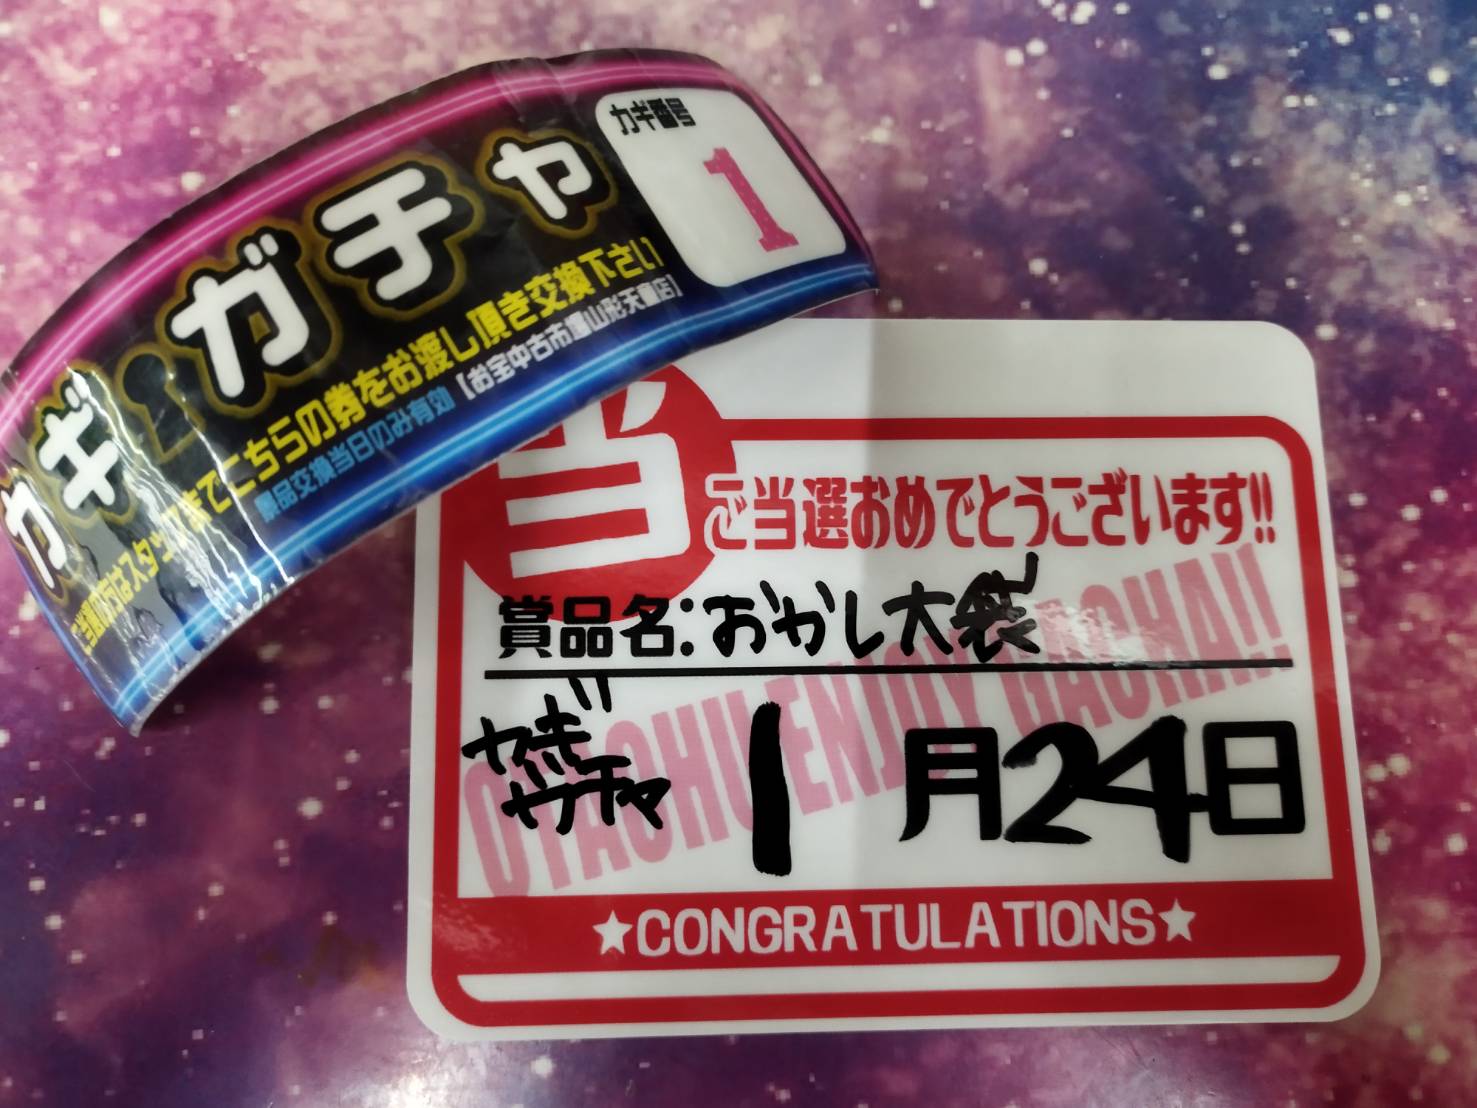 カギガチャ
カギ番号
1
ご当選の方はスタッフまでこちらの券をお渡し頂き交換下さい
景品交換当日のみ有効【お宝中古市場山形天童店】
当
ご当選おめでとうございます!!
賞品名:おかし大袋
カギガチャ
1月24日
OTACHU ENJOY GACHA!!
★CONGRATULATIONS★